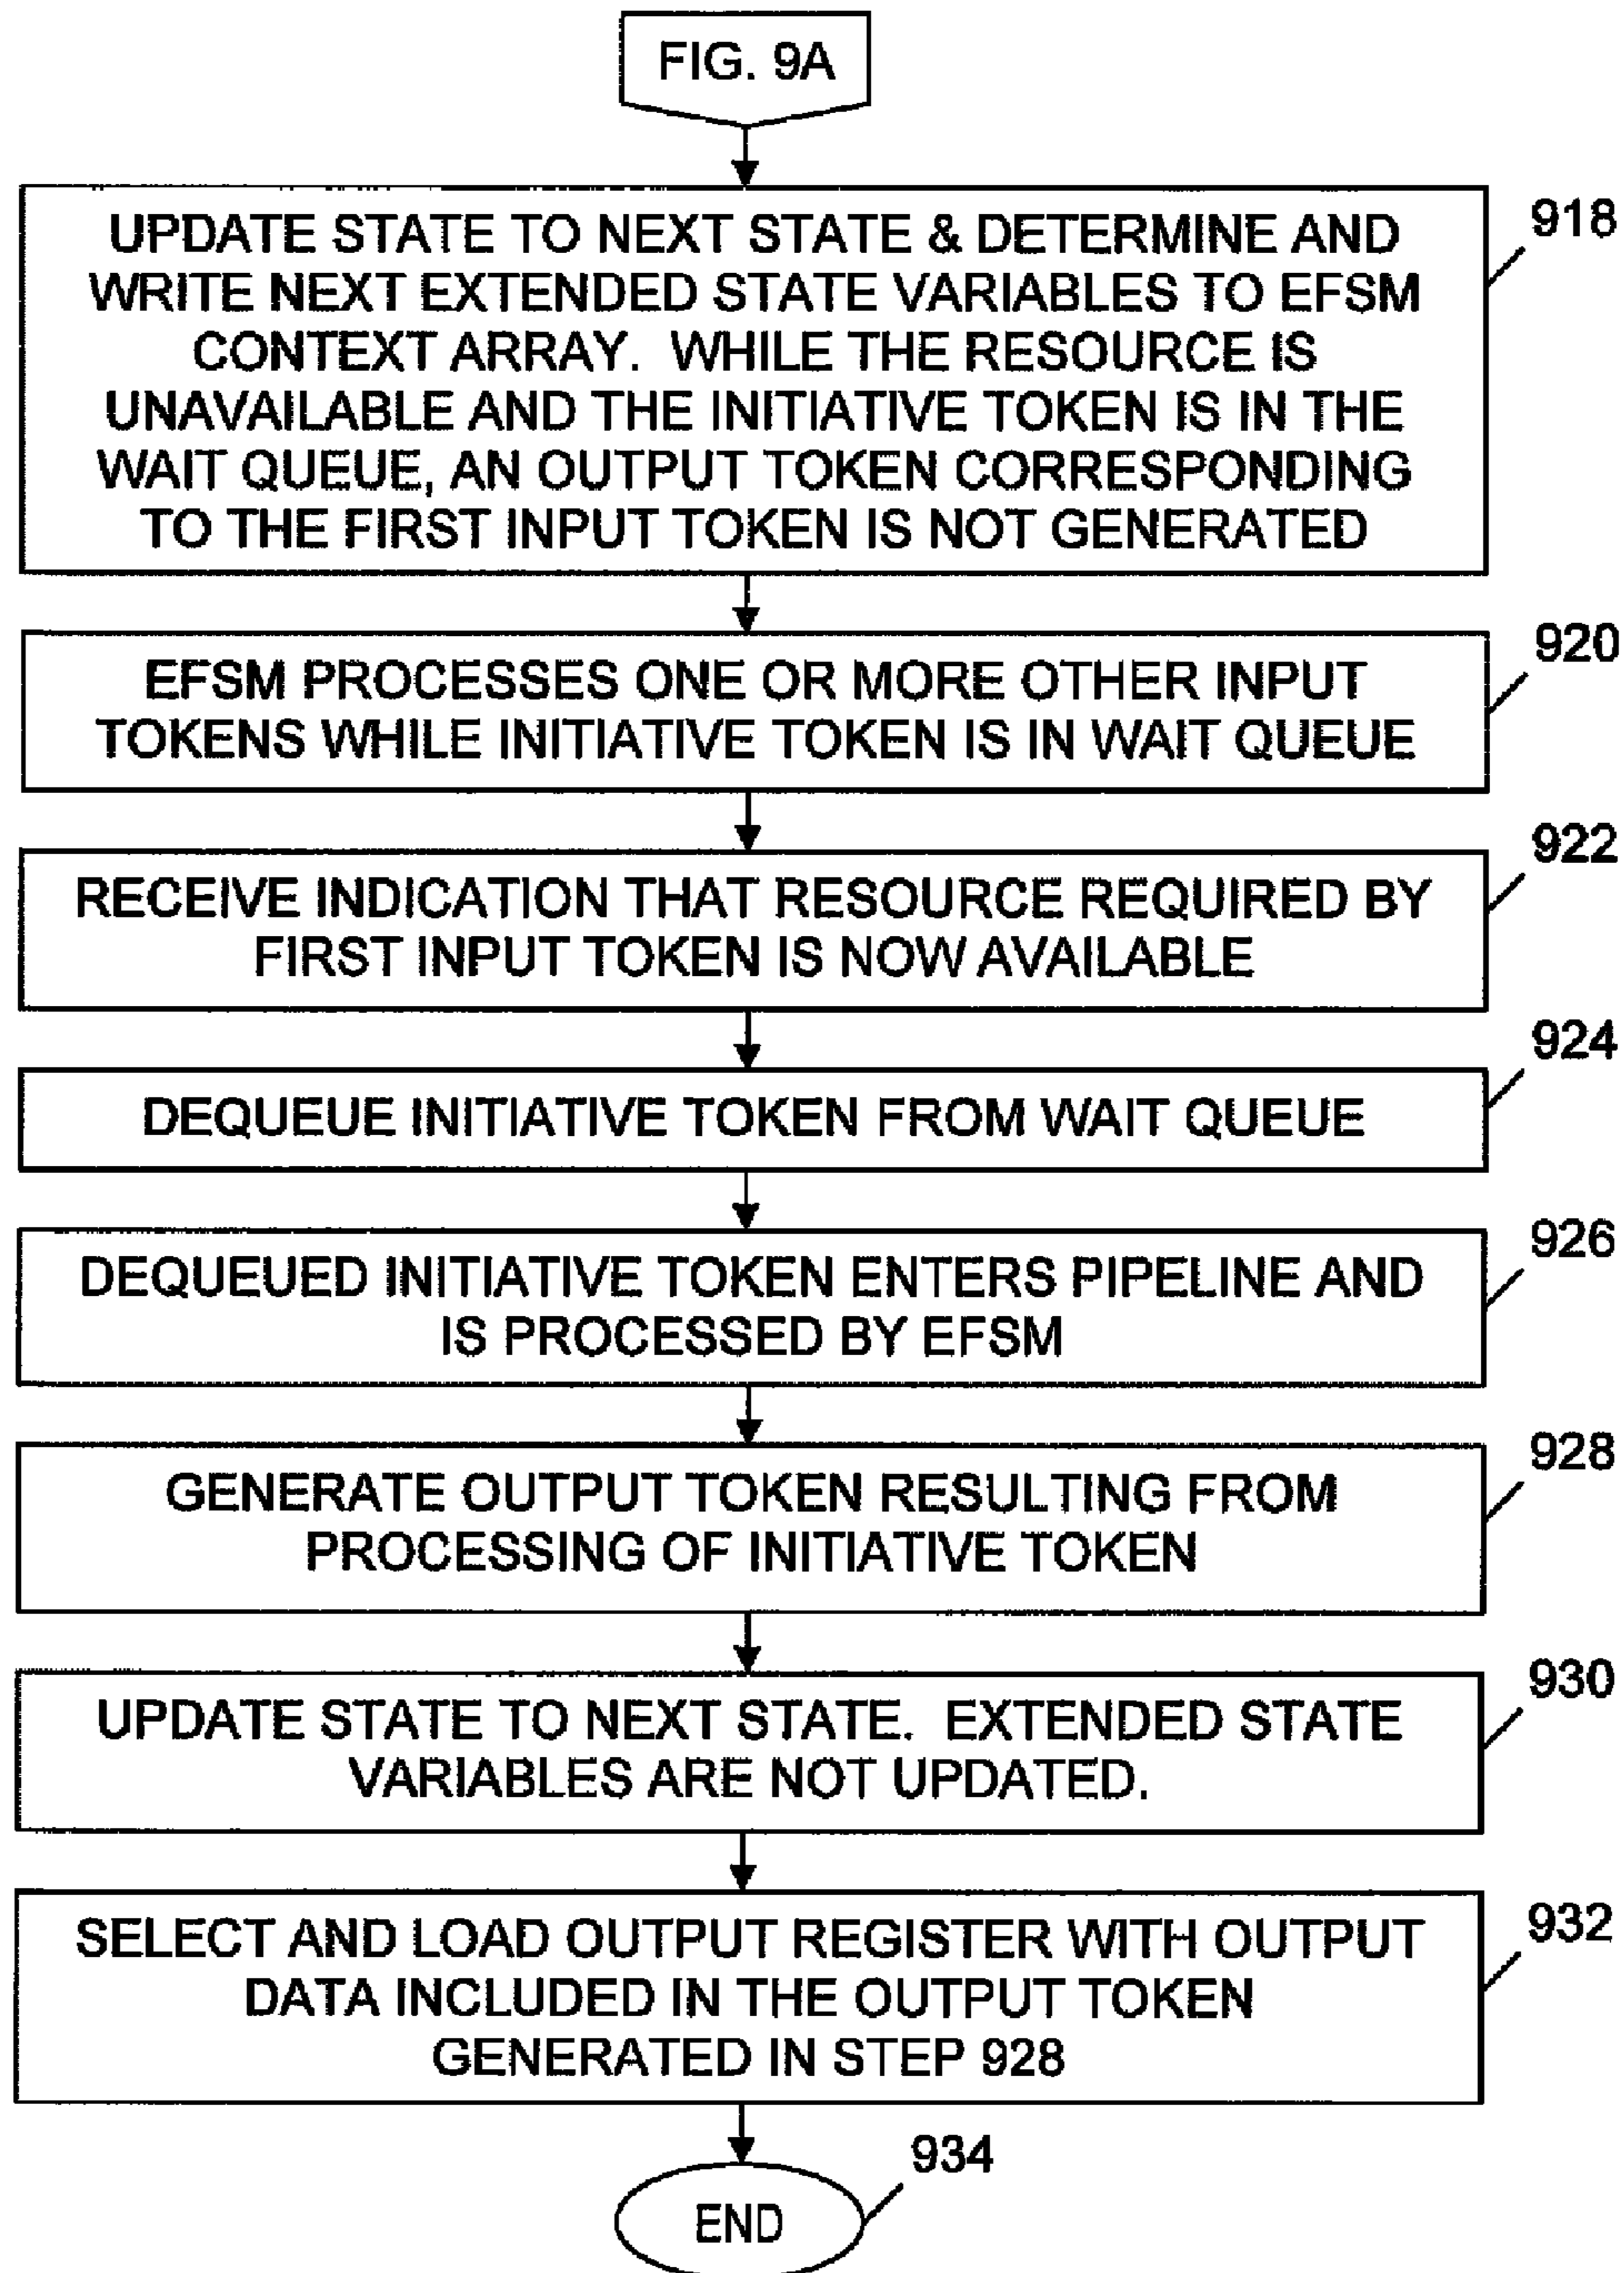 FIG. 9A
918
UPDATE STATE TO NEXT STATE & DETERMINE AND
WRITE NEXT EXTENDED STATE VARIABLES TO EFSM
CONTEXT ARRAY. WHILE THE RESOURCE IS
UNAVAILABLE AND THE INITIATIVE TOKEN IS IN THE
WAIT QUEUE, AN OUTPUT TOKEN CORRESPONDING
TO THE FIRST INPUT TOKEN IS NOT GENERATED
920
EFSM PROCESSES ONE OR MORE OTHER INPUT
TOKENS WHILE INITIATIVE TOKEN IS IN WAIT QUEUE
922
RECEIVE INDICATION THAT RESOURCE REQUIRED BY
FIRST INPUT TOKEN IS NOW AVAILABLE
924
DEQUEUE INITIATIVE TOKEN FROM WAIT QUEUE
926
DEQUEUED INITIATIVE TOKEN ENTERS PIPELINE AND
IS PROCESSED BY EFSM
928
GENERATE OUTPUT TOKEN RESULTING FROM
PROCESSING OF INITIATIVE TOKEN
930
UPDATE STATE TO NEXT STATE. EXTENDED STATE
VARIABLES ARE NOT UPDATED.
932
SELECT AND LOAD OUTPUT REGISTER WITH OUTPUT
DATA INCLUDED IN THE OUTPUT TOKEN
GENERATED IN STEP 928
934
END